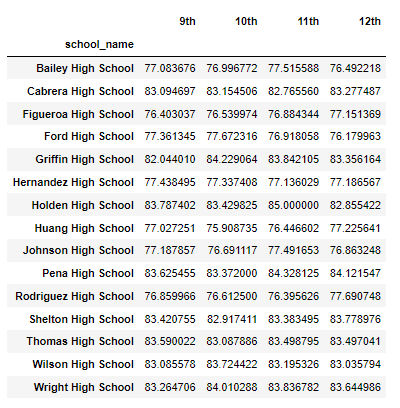 9th 10th 11th 12th
school_name
Bailey High School 77.083676 76.996772 77.515588 76.492218
Cabrera High School 83.094697 83.154506 82.765560 83.277487
Figueroa High School 76.403037 76.539974 76.884344 77.151369
Ford High School 77.361345 77.672316 76.918058 76.179963
Griffin High School 82.044010 84.229064 83.842105 83.356164
Hernandez High School 77.438495 77.337408 77.136029 77.186567
Holden High School 83.787402 83.429825 85.000000 82.855422
Huang High School 77.027251 75.908735 76.446602 77.225641
Johnson High School 77.187857 76.691117 77.491653 76.863248
Pena High School 83.625455 83.372000 84.328125 84.121547
Rodriguez High School 76.859966 76.612500 76.395626 77.690748
Shelton High School 83.420755 82.917411 83.383495 83.778976
Thomas High School 83.590022 83.087886 83.498795 83.497041
Wilson High School 83.085578 83.724422 83.195326 83.035794
Wright High School 83.264706 84.010288 83.836782 83.644986